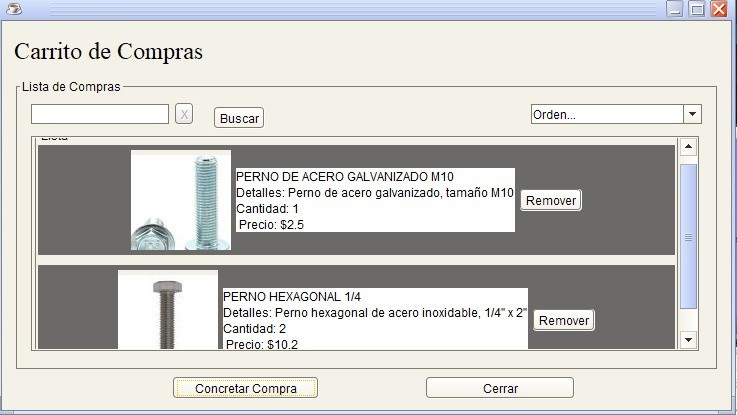 Carrito de Compras
Lista de Compras
X
Buscar
Orden...
Lista
PERNO DE ACERO GALVANIZADO M10
Detalles: Perno de acero galvanizado, tamaño M10
Cantidad: 1
Precio: $2.5
Remover
PERNO HEXAGONAL 1/4
Detalles: Perno hexagonal de acero inoxidable, 1/4" x 2"
Cantidad: 2
Precio: $10.2
Remover
Concretar Compra
Cerrar